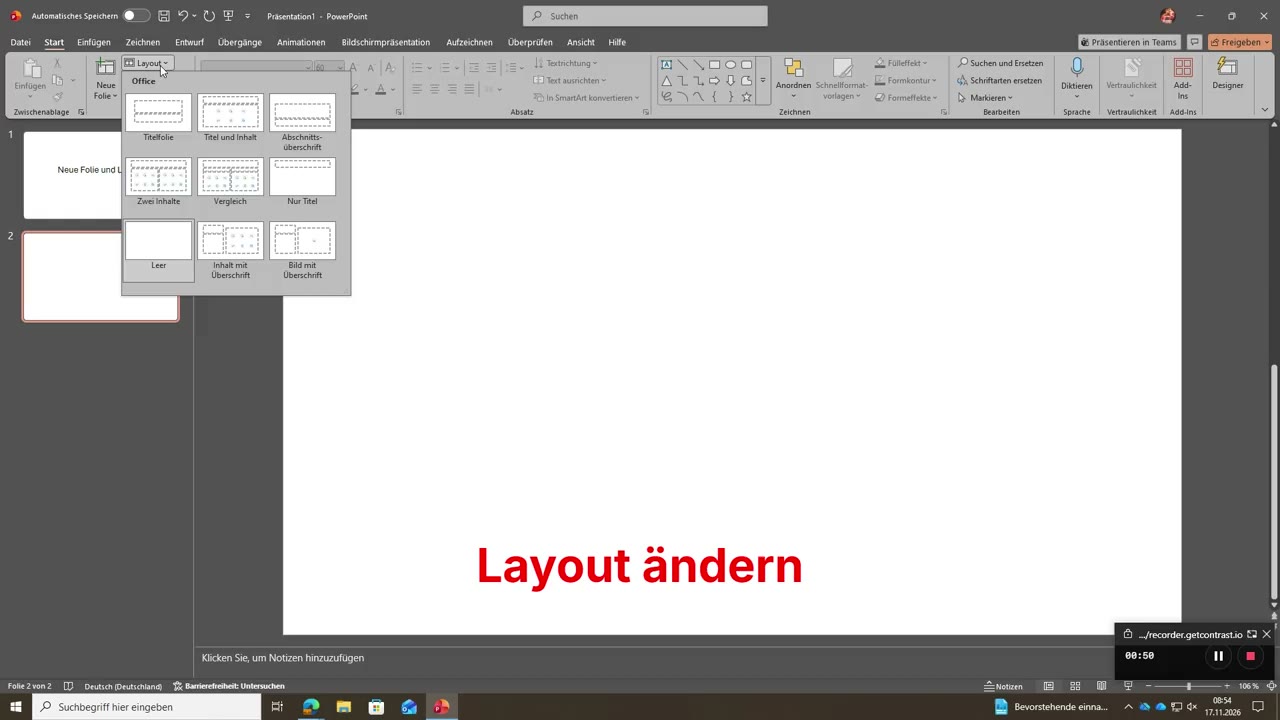 Automatisches Speichern
Präsentation1 - PowerPoint
Suchen
Datei Start Einfügen Zeichnen Entwurf Übergänge Animationen Bildschirmpräsentation Aufzeichnen Überprüfen Ansicht Hilfe
Präsentieren in Teams
Freigeben
Einfügen
Zwischenablage
Neue
Folie
Layout
60
Textrichtung
Text ausrichten
In SmartArt konvertieren
Absatz
Anordnen
Schnellformat-
vorlagen
Fülleffekt
Formkontur
Formeffekte
Zeichnen
Suchen und Ersetzen
Schriftarten ersetzen
Markieren
Bearbeiten
Diktieren
Sprache
Vertraulichkeit
Vertraulichkeit
Add-
Ins
Add-Ins
Designer
Office
Titelfolie
Titel und Inhalt
Abschnitts-
überschrift
Zwei Inhalte
Vergleich
Nur Titel
Leer
Inhalt mit
Überschrift
Bild mit
Überschrift
1
Neue Folie und L
2
Layout ändern
Klicken Sie, um Notizen hinzuzufügen
.../recorder.getcontrast.io
00:50
Folie 2 von 2
Deutsch (Deutschland)
Barrierefreiheit: Untersuchen
Notizen
106 %
Suchbegriff hier eingeben
Bevorstehende einna...
08:54
17.11.2026